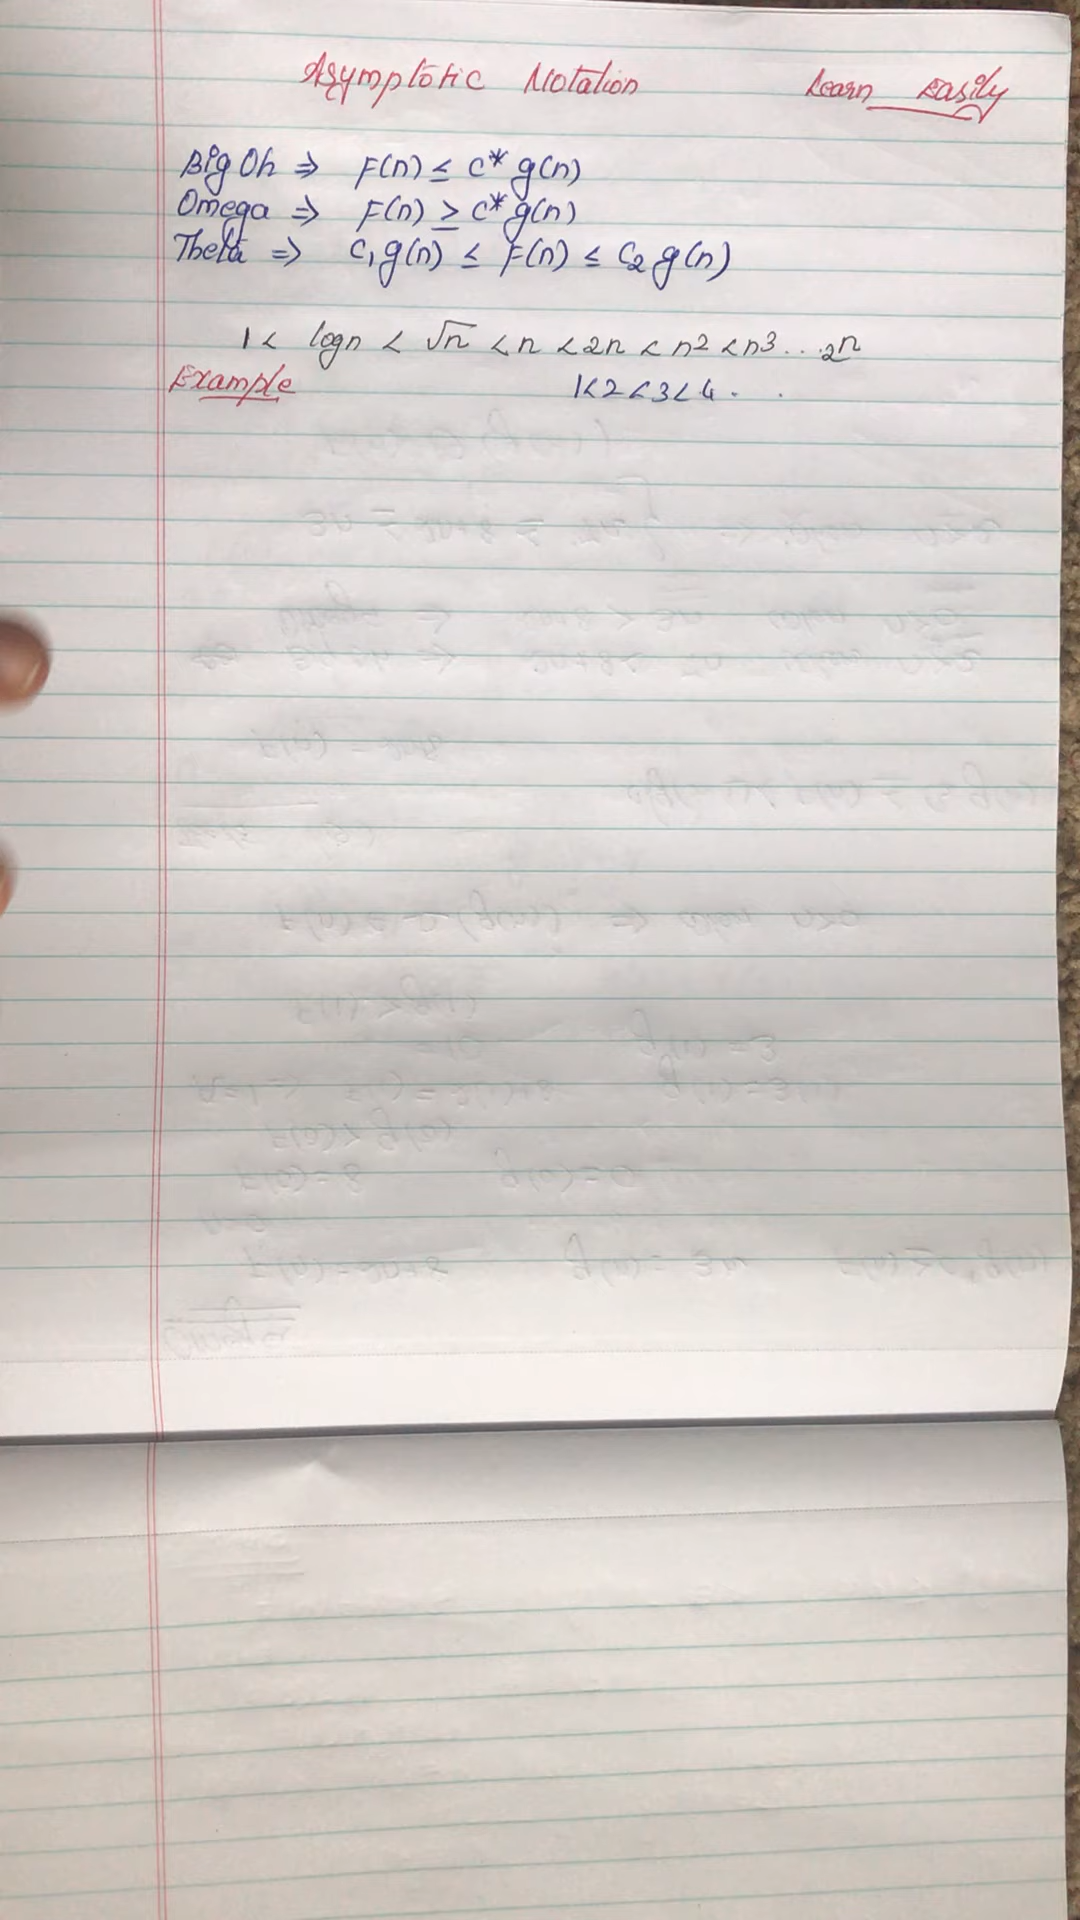 Asymptotic Notation Learn Easily
Big Oh ⇒ F(n) ≤ c* g(n)
Omega ⇒ F(n) ≥ c* g(n)
Theta ⇒ C₁g(n) ≤ F(n) ≤ C₂ g(n)
1 < logn < √n < n < 2n < n² < n³ ... 2ⁿ
Example 1<2<3<4 . .